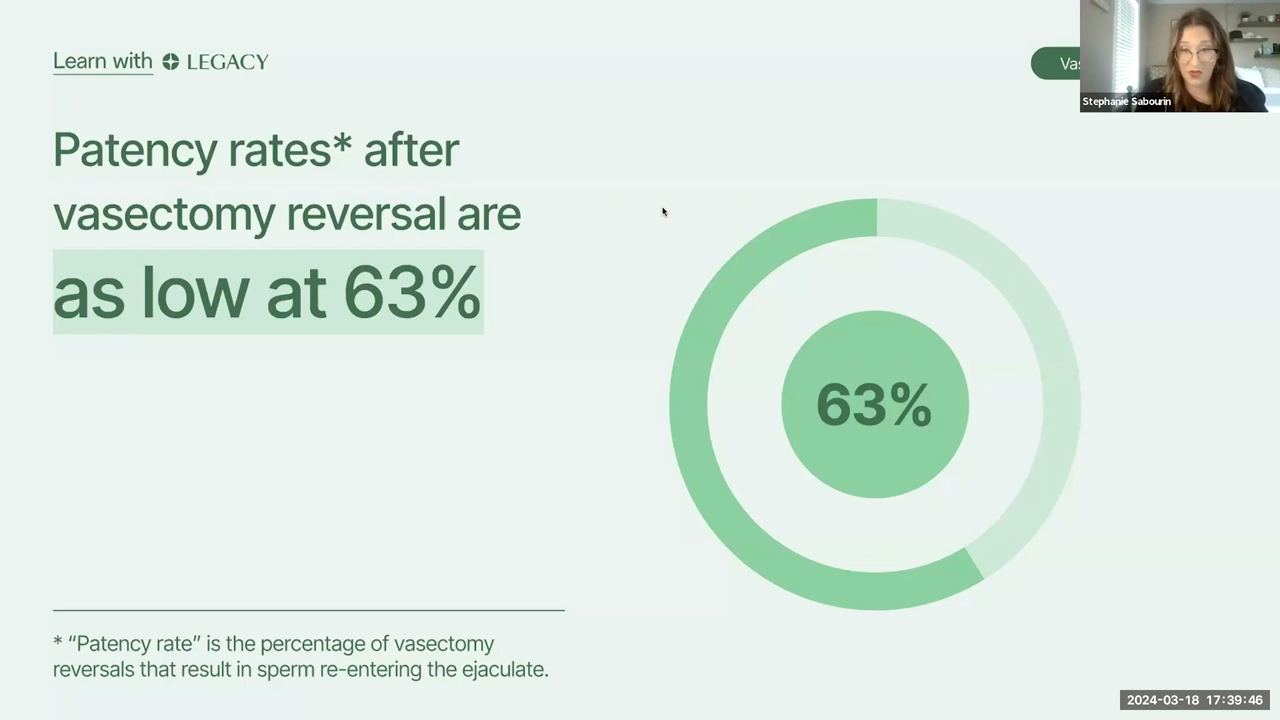 Learn with LEGACY
Vas
Stephanie Sabourin
Patency rates* after
vasectomy reversal are
as low at 63%
63%
* “Patency rate” is the percentage of vasectomy
reversals that result in sperm re-entering the ejaculate.
2024-03-18 17:39:46